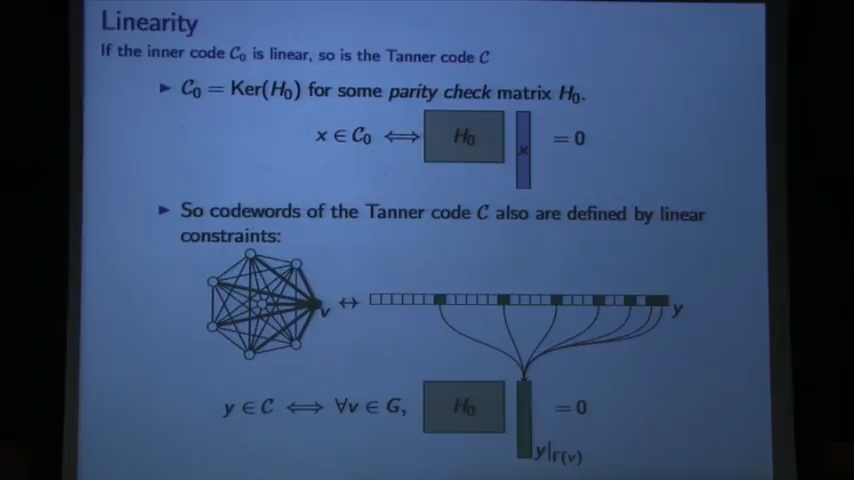 Linearity
If the inner code C₀ is linear, so is the Tanner code C
► C₀ = Ker(H₀) for some parity check matrix H₀.
x ∈ C₀ ⟺ H₀ x = 0
► So codewords of the Tanner code C also are defined by linear
constraints:
v ↔ y
y ∈ C ⟺ ∀v ∈ G, H₀ = 0
y|Γ(v)